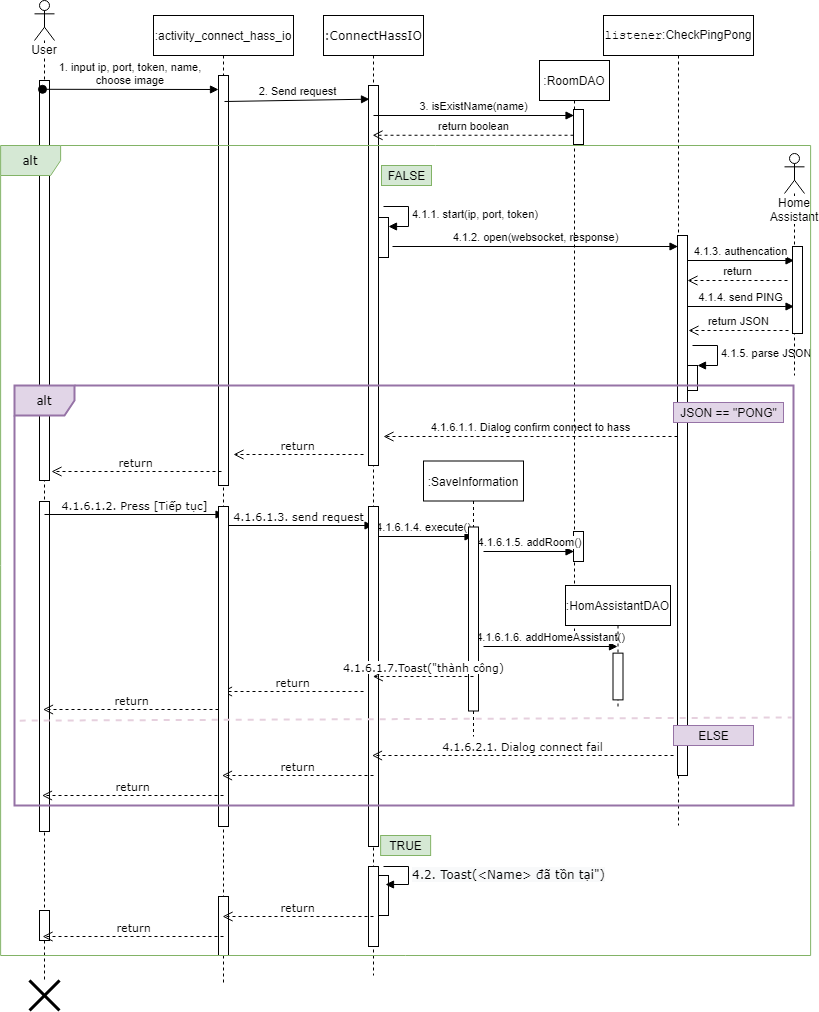 User
:activity_connect_hass_io
:ConnectHassIO
listener:CheckPingPong
1. input ip, port, token, name,
choose image
2. Send request
:RoomDAO
3. isExistName(name)
return boolean
alt
FALSE
Home
Assistant
4.1.1. start(ip, port, token)
4.1.2. open(websocket, response)
4.1.3. authencation
return
4.1.4. send PING
return JSON
4.1.5. parse JSON
alt
JSON == "PONG"
4.1.6.1.1. Dialog confirm connect to hass
return
return
:SaveInformation
4.1.6.1.2. Press [Tiếp tục]
4.1.6.1.3. send request
4.1.6.1.4. execute()
4.1.6.1.5. addRoom()
:HomAssistantDAO
4.1.6.1.6. addHomeAssistant()
4.1.6.1.7.Toast("thành công)
return
return
ELSE
4.1.6.2.1. Dialog connect fail
return
return
TRUE
4.2. Toast(<Name> đã tồn tại")
return
return